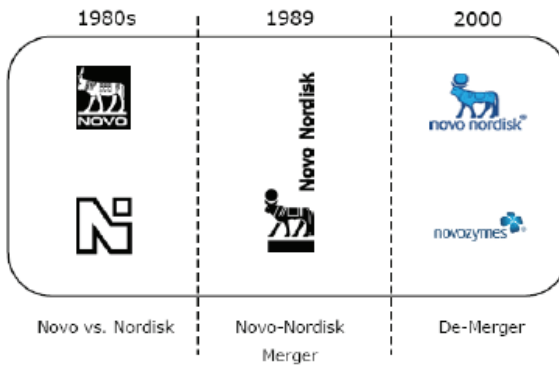 1980s
1989
2000
NOVO
Novo Nordisk
novo nordisk®
novozymes®
Novo vs. Nordisk
Novo-Nordisk
Merger
De-Merger